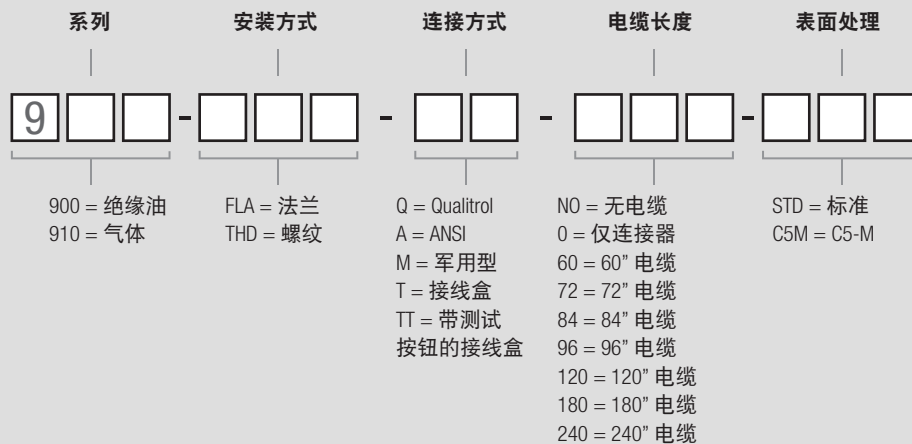 系列
安装方式
连接方式
电缆长度
表面处理
9 - - - -
900 = 绝缘油
910 = 气体
FLA = 法兰
THD = 螺纹
Q = Qualitrol
A = ANSI
M = 军用型
T = 接线盒
TT = 带测试
按钮的接线盒
NO = 无电缆
0 = 仅连接器
60 = 60” 电缆
72 = 72” 电缆
84 = 84” 电缆
96 = 96” 电缆
120 = 120” 电缆
180 = 180” 电缆
240 = 240” 电缆
STD = 标准
C5M = C5-M